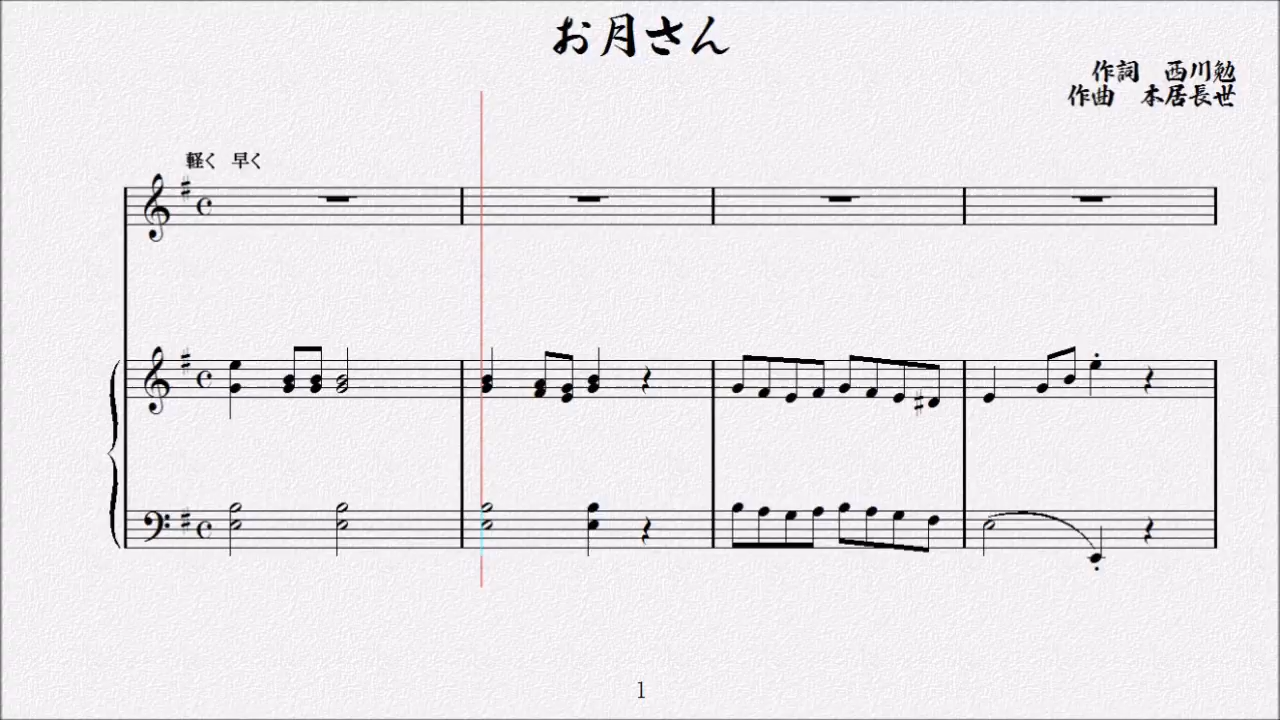 お月さん
作詞　西川勉
作曲　本居長世
軽く　早く
1